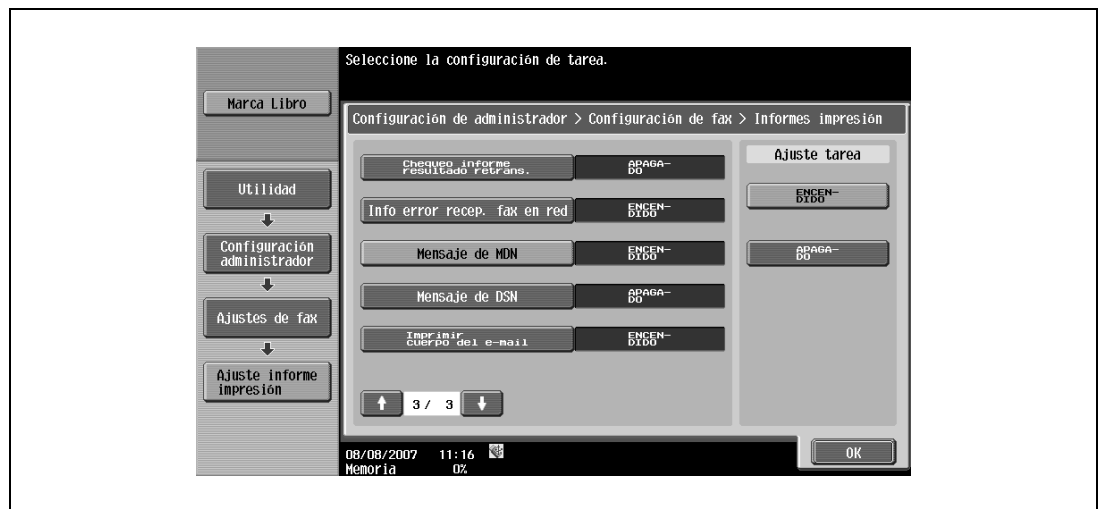 Seleccione la configuración de tarea.
Marca Libro
Configuración de administrador > Configuración de fax > Informes impresión
Chequeo informe
resultado retrans.
APAGA-
DO
Ajuste tarea
Utilidad
ENCEN-
DIDO
Info error recep. fax en red
ENCEN-
DIDO
Configuración
administrador
Mensaje de MDN
ENCEN-
DIDO
APAGA-
DO
Mensaje de DSN
APAGA-
DO
Ajustes de fax
Imprimir
cuerpo del e-mail
ENCEN-
DIDO
Ajuste informe
impresión
3/ 3
08/08/2007 11:16
Memoria 0%
OK